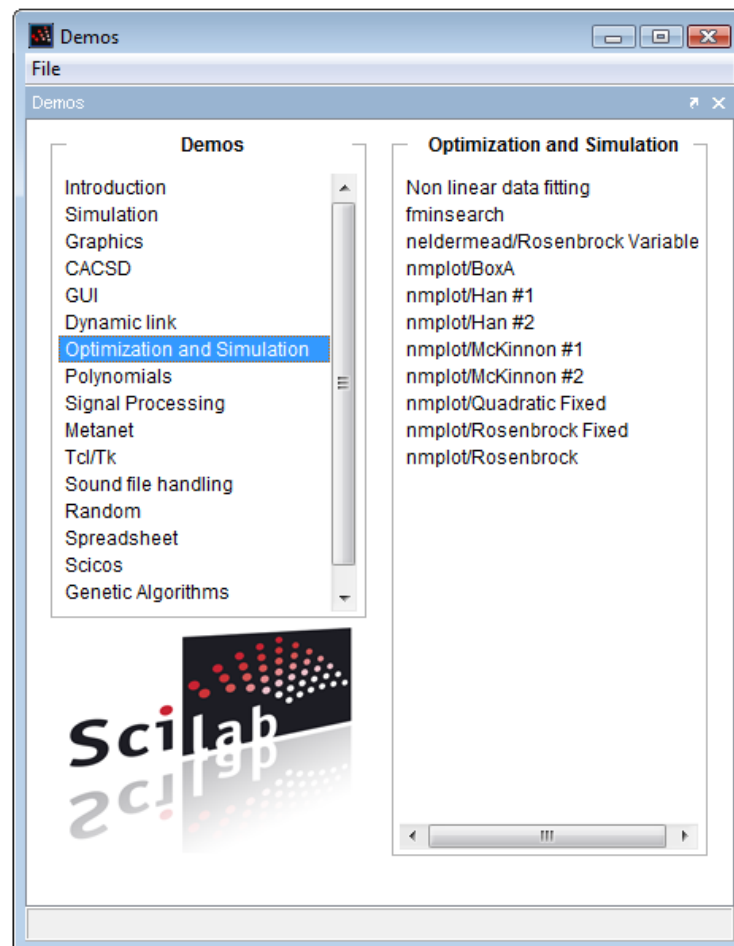 Demos
File
Demos
Demos
Introduction
Simulation
Graphics
CACSD
GUI
Dynamic link
Optimization and Simulation
Polynomials
Signal Processing
Metanet
Tcl/Tk
Sound file handling
Random
Spreadsheet
Scicos
Genetic Algorithms
Scilab
Optimization and Simulation
Non linear data fitting
fminsearch
neldermead/Rosenbrock Variable
nmplot/BoxA
nmplot/Han #1
nmplot/Han #2
nmplot/McKinnon #1
nmplot/McKinnon #2
nmplot/Quadratic Fixed
nmplot/Rosenbrock Fixed
nmplot/Rosenbrock